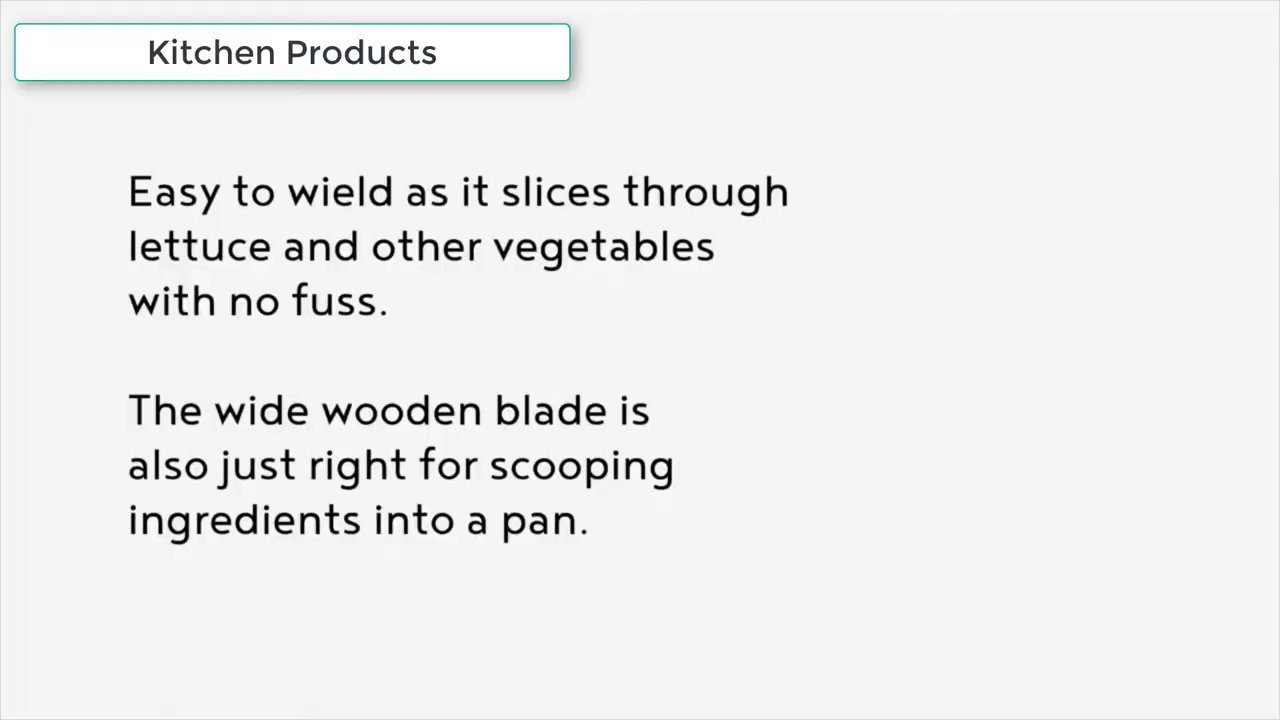 Kitchen Products
Easy to wield as it slices through
lettuce and other vegetables
with no fuss.
The wide wooden blade is
also just right for scooping
ingredients into a pan.